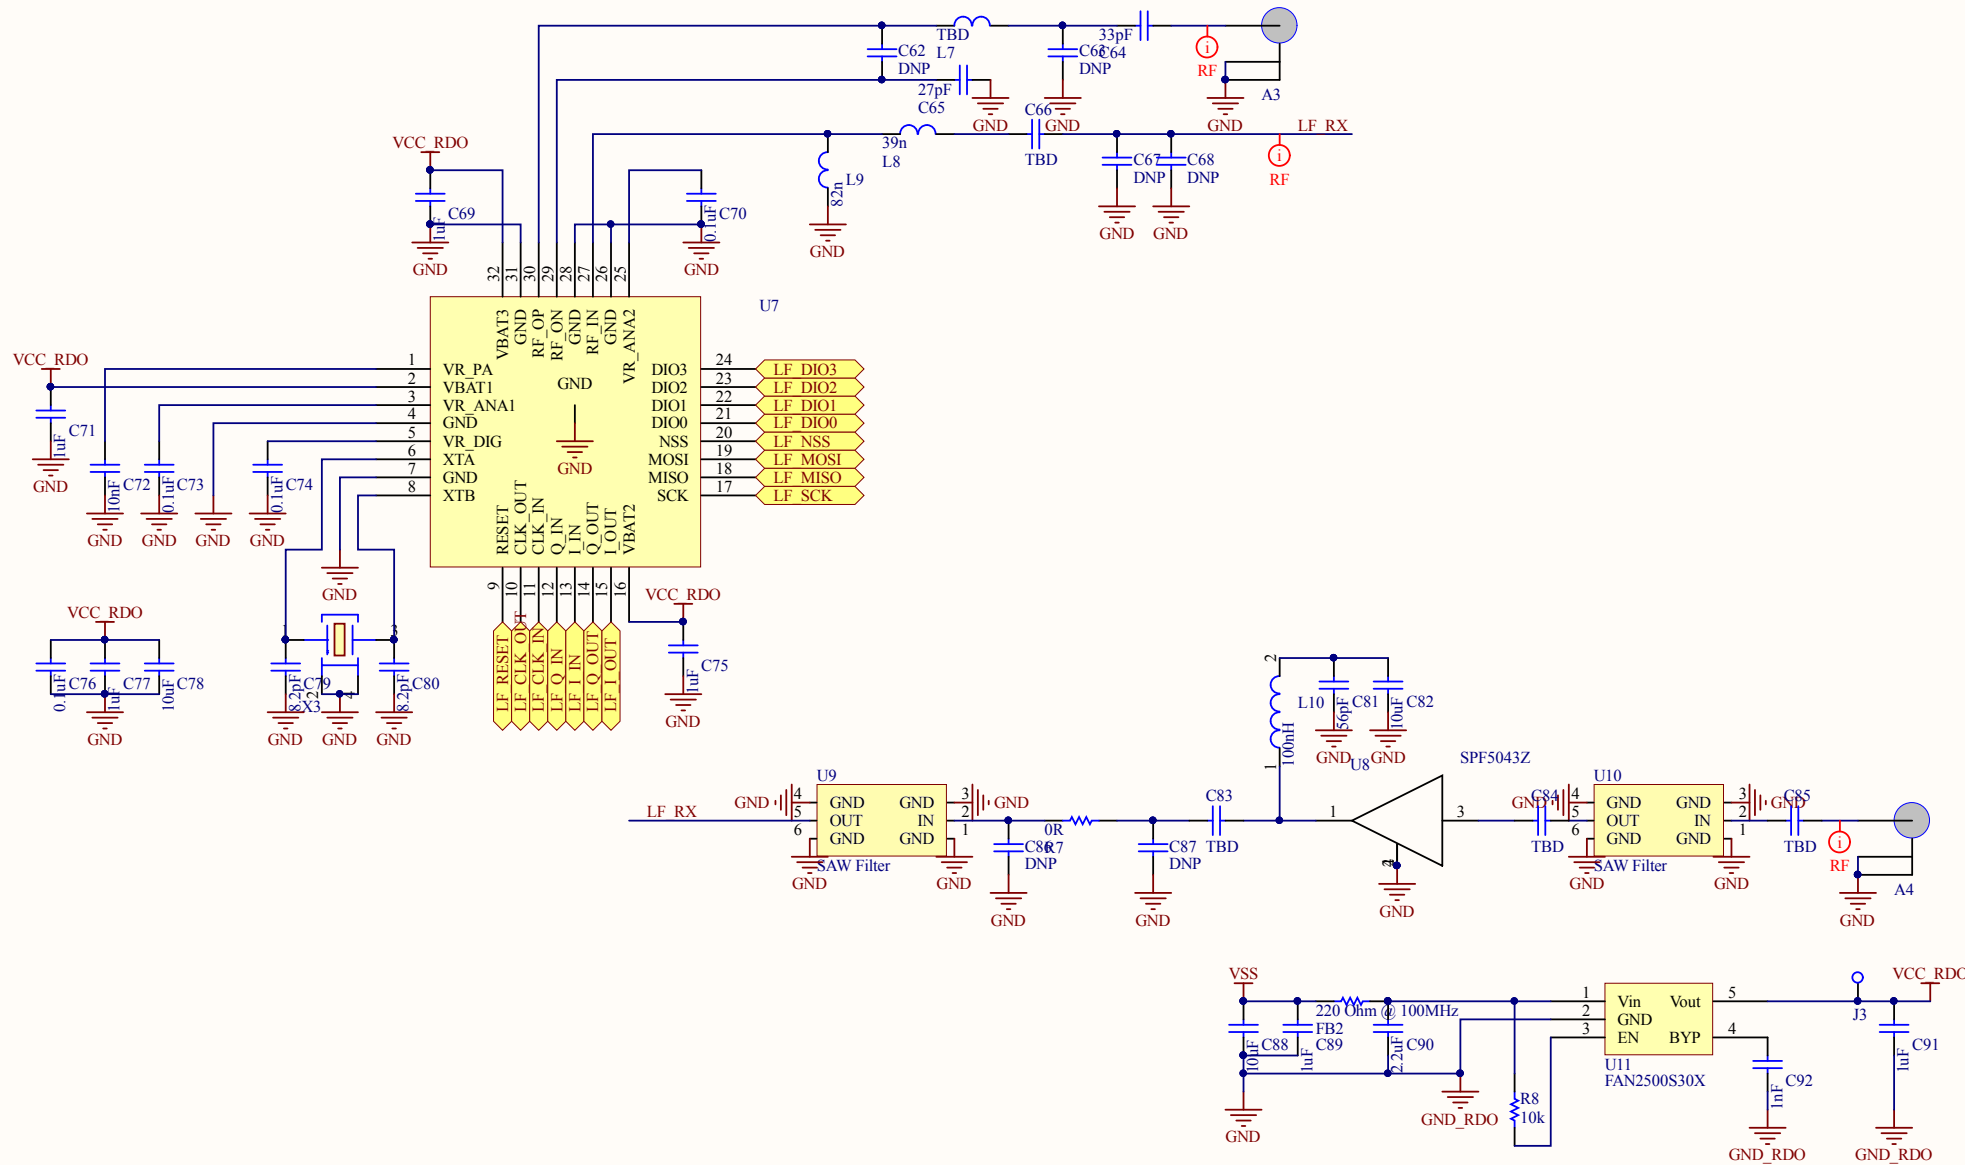 TBD
L7
C62
DNP
C63
DNP
33pF
C64
i
RF
A3
27pF
C65
GND
GND
GND
C66
TBD
LF_RX
i
RF
39n
L8
L9
82n
GND
C67
DNP
C68
DNP
GND
GND
VCC_RDO
C69
1uF
GND
C70
0.1uF
GND
32
31
30
29
28
27
26
25
U7
VBAT3
GND
RF_OP
RF_ON
GND
RF_IN
GND
VR_ANA2
GND
GND
VCC_RDO
1
2
3
4
5
6
7
8
VR_PA
VBAT1
VR_ANA1
GND
VR_DIG
XTA
GND
XTB
DIO3
DIO2
DIO1
DIO0
NSS
MOSI
MISO
SCK
24
23
22
21
20
19
18
17
LF_DIO3
LF_DIO2
LF_DIO1
LF_DIO0
LF_NSS
LF_MOSI
LF_MISO
LF_SCK
C71
1uF
GND
C72
10nF
GND
C73
0.1uF
GND
GND
C74
0.1uF
GND
RESET
CLK_OUT
CLK_IN
Q_IN
I_IN
Q_OUT
I_OUT
VBAT2
9
10
11
12
13
14
15
16
LF_RESET
LF_CLK_OUT
LF_CLK_IN
LF_Q_IN
LF_I_IN
LF_Q_OUT
LF_I_OUT
VCC_RDO
C75
1uF
GND
GND
VCC_RDO
C76
0.1uF
C77
1uF
C78
10uF
GND
1
3
2
4
X3
C79
8.2pF
C80
8.2pF
GND
GND
GND
2
L10
100nH
1
C81
56pF
C82
10uF
GND
GND
U8
SPF5043Z
1
3
2
4
GND
LF_RX
U9
GND
4
5
6
GND
OUT
GND
GND
IN
GND
3
2
1
GND
SAW Filter
GND
GND
C86
DNP
GND
0R
R7
C87
DNP
GND
C83
TBD
C84
TBD
U10
GND
4
5
6
GND
OUT
GND
GND
IN
GND
3
2
1
GND
SAW Filter
GND
GND
C85
TBD
i
RF
A4
GND
VSS
C88
10uF
C89
1uF
220 Ohm @ 100MHz
FB2
C90
2.2uF
GND
GND_RDO
R8
10k
1
2
3
Vin
GND
EN
Vout
BYP
5
4
U11
FAN2500S30X
C92
1nF
GND_RDO
J3
VCC_RDO
C91
1uF
GND_RDO